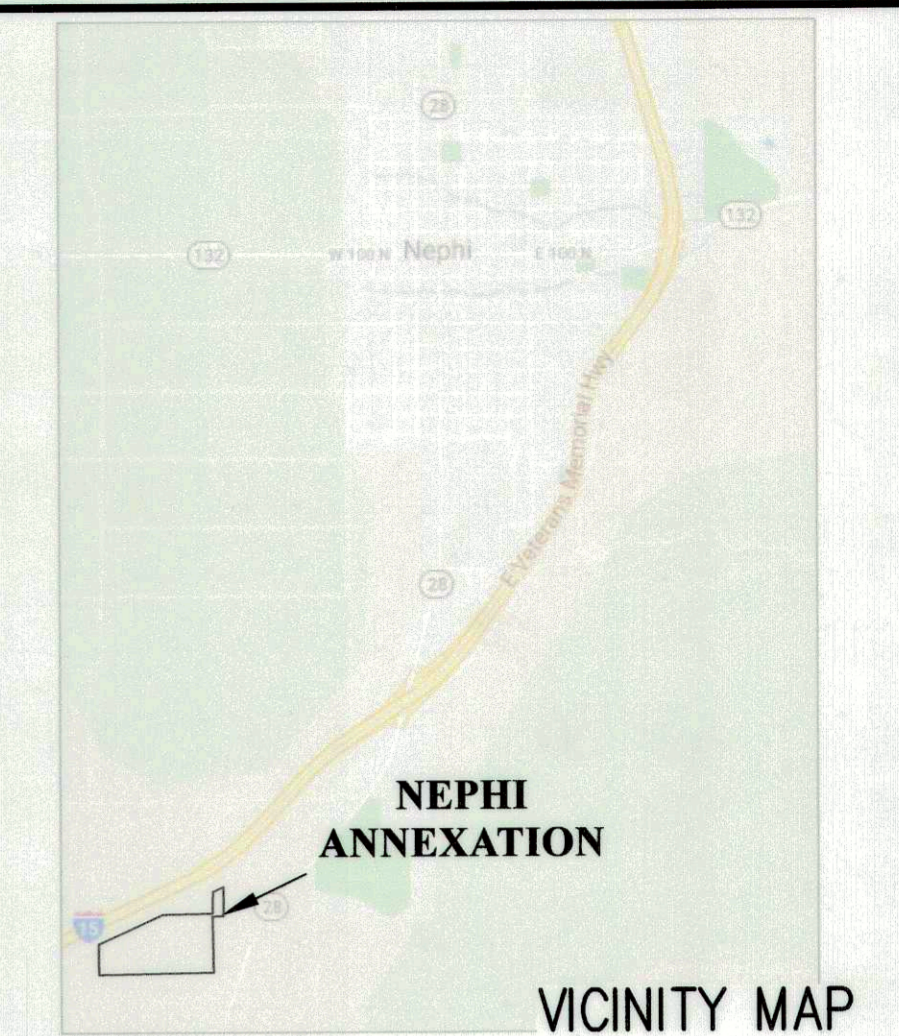 28
132
132
W 100 N Nephi E 100 N
E Veterans Memorial Hwy
28
NEPHI
ANNEXATION
28
15
VICINITY MAP